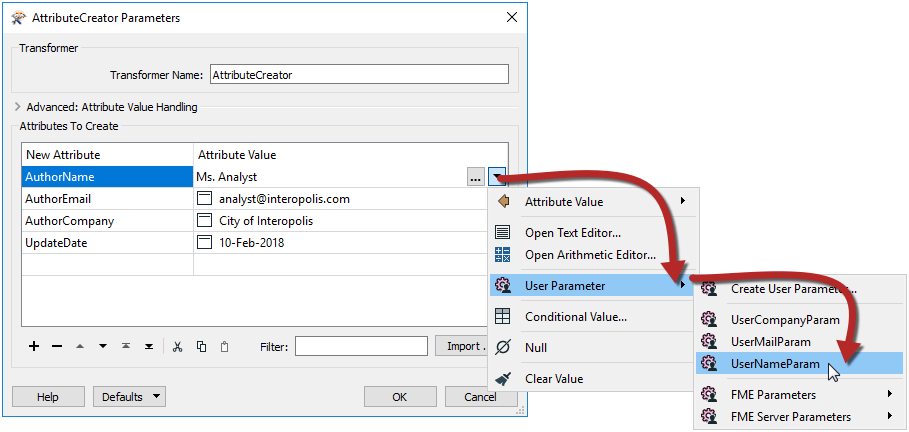 AttributeCreator Parameters
Transformer
Transformer Name: AttributeCreator
Advanced: Attribute Value Handling
Attributes To Create
New Attribute Attribute Value
AuthorName Ms. Analyst ...
AuthorEmail analyst@interopolis.com
AuthorCompany City of Interopolis
UpdateDate 10-Feb-2018
Filter: Import . 
Help Defaults OK Cancel
Attribute Value
Open Text Editor...
Open Arithmetic Editor...
User Parameter
Conditional Value...
Null
Clear Value
Create User Parameter...
UserCompanyParam
UserMailParam
UserNameParam
FME Parameters
FME Server Parameters